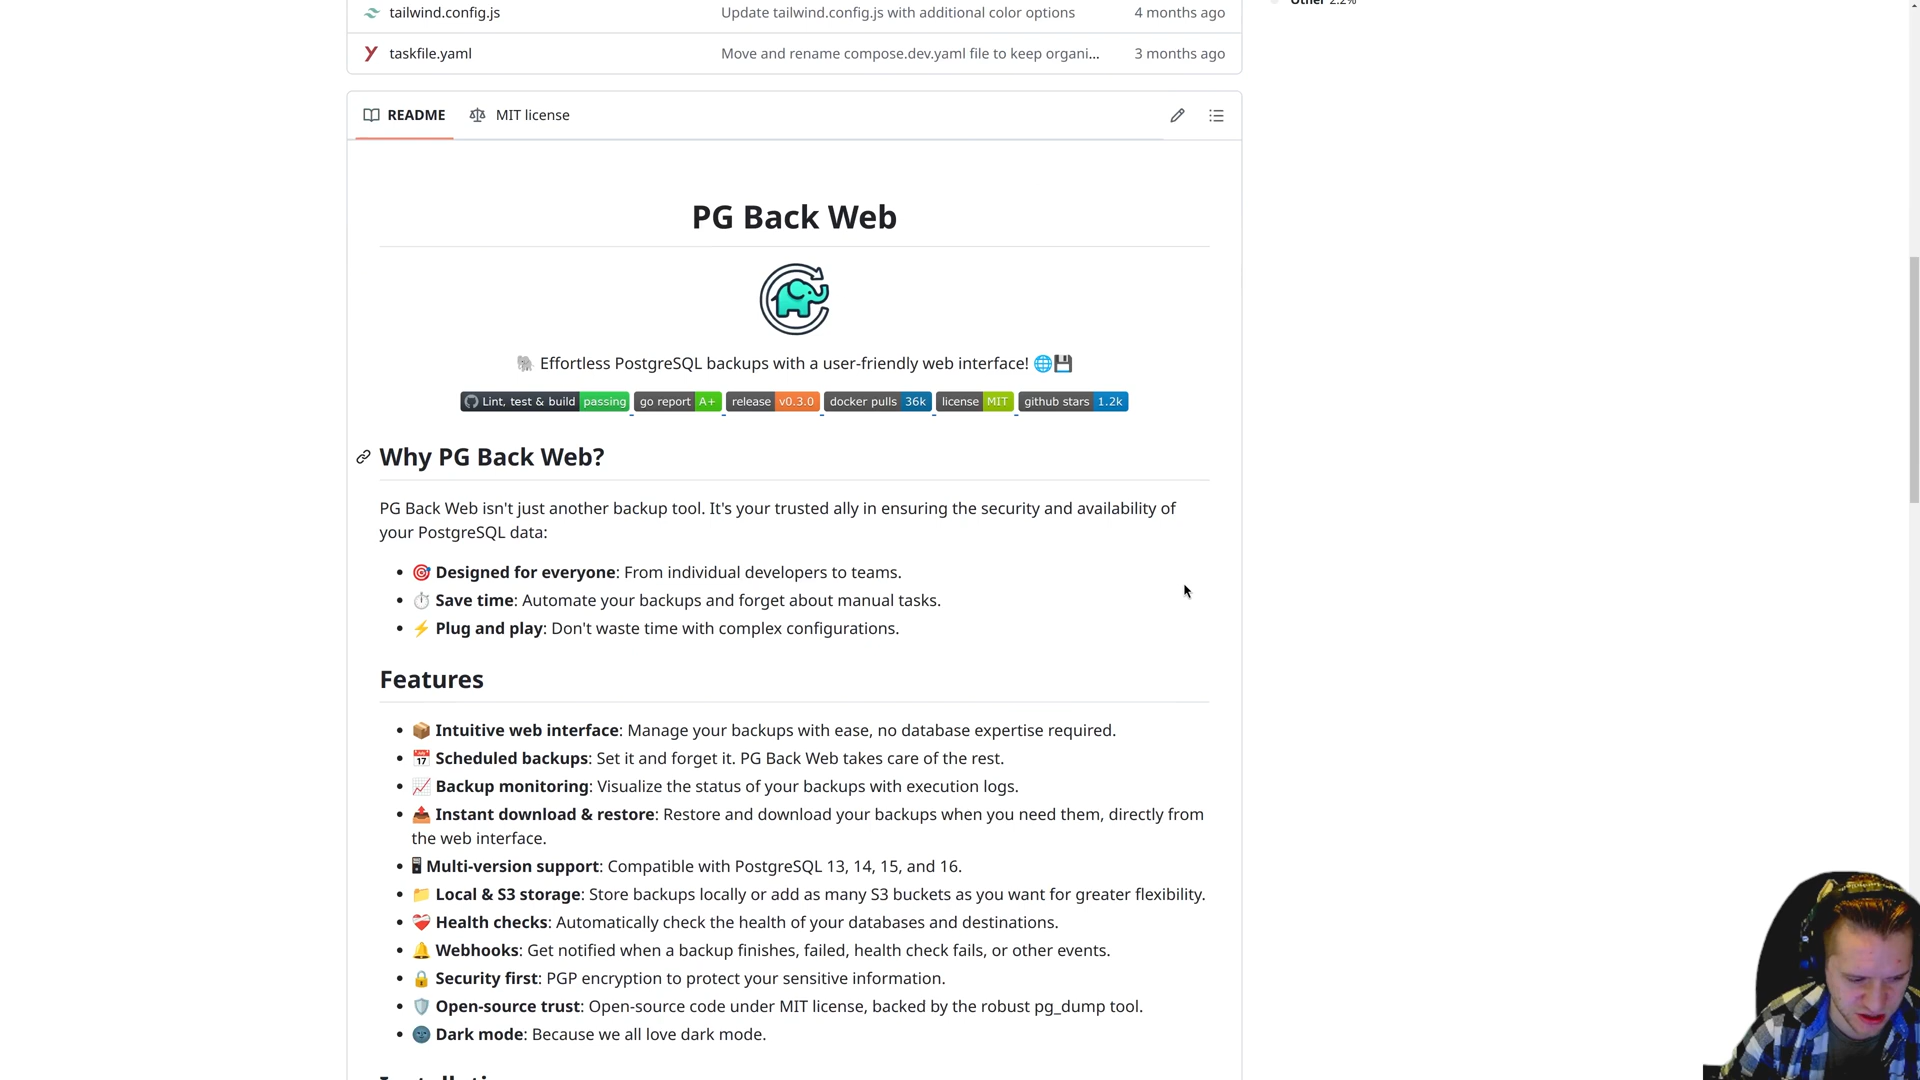 Other 2.2%
tailwind.config.js Update tailwind.config.js with additional color options 4 months ago
taskfile.yaml Move and rename compose.dev.yaml file to keep organi... 3 months ago
README MIT license
PG Back Web
🐘 Effortless PostgreSQL backups with a user-friendly web interface! 🌐💾
Lint, test & build passing go report A+ release v0.3.0 docker pulls 36k license MIT github stars 1.2k
Why PG Back Web?
PG Back Web isn't just another backup tool. It's your trusted ally in ensuring the security and availability of
your PostgreSQL data:
• 🎯 Designed for everyone: From individual developers to teams.
• ⏱️ Save time: Automate your backups and forget about manual tasks.
• ⚡ Plug and play: Don't waste time with complex configurations.
Features
• 📦 Intuitive web interface: Manage your backups with ease, no database expertise required.
• 📅 Scheduled backups: Set it and forget it. PG Back Web takes care of the rest.
• 📈 Backup monitoring: Visualize the status of your backups with execution logs.
• 📤 Instant download & restore: Restore and download your backups when you need them, directly from
the web interface.
• 🖥 Multi-version support: Compatible with PostgreSQL 13, 14, 15, and 16.
• 📁 Local & S3 storage: Store backups locally or add as many S3 buckets as you want for greater flexibility.
• ❤️‍🩹 Health checks: Automatically check the health of your databases and destinations.
• 🔔 Webhooks: Get notified when a backup finishes, failed, health check fails, or other events.
• 🔒 Security first: PGP encryption to protect your sensitive information.
• 🛡️ Open-source trust: Open-source code under MIT license, backed by the robust pg_dump tool.
• 🌚 Dark mode: Because we all love dark mode.